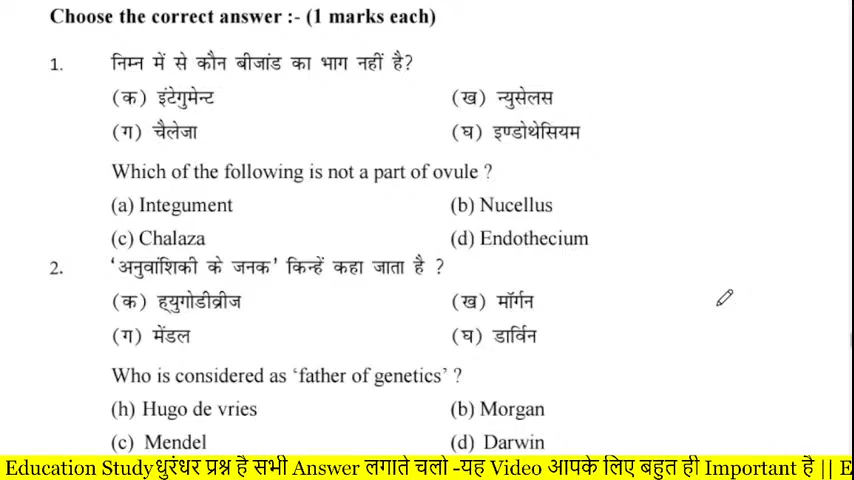 Choose the correct answer :- (1 marks each)
1. निम्न में से कौन बीजांड का भाग नहीं है?
(क) इंटेगुमेन्ट (ख) न्युसेलस
(ग) चैलेजा (घ) इण्डोथेसियम
Which of the following is not a part of ovule ?
(a) Integument (b) Nucellus
(c) Chalaza (d) Endothecium
2. ‘अनुवांशिकी के जनक’ किन्हें कहा जाता है ?
(क) ह्युगोडीव्रीज (ख) मॉर्गन
(ग) मेंडल (घ) डार्विन
Who is considered as ‘father of genetics’ ?
(h) Hugo de vries (b) Morgan
(c) Mendel (d) Darwin
Education Studyधुरंधर प्रश्न है सभी Answer लगाते चलो -यह Video आपके लिए बहुत ही Important है || E